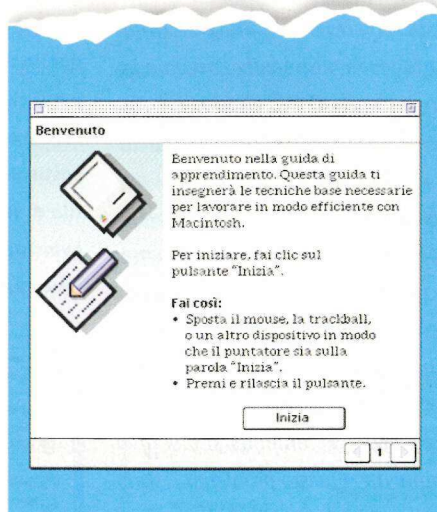 Benvenuto
Benvenuto nella guida di
apprendimento. Questa guida ti
insegnerà le tecniche base necessarie
per lavorare in modo efficiente con
Macintosh.
Per iniziare, fai clic sul
pulsante “Inizia”.
Fai così:
• Sposta il mouse, la trackball,
o un altro dispositivo in modo
che il puntatore sia sulla
parola “Inizia”.
• Premi e rilascia il pulsante.
Inizia
1